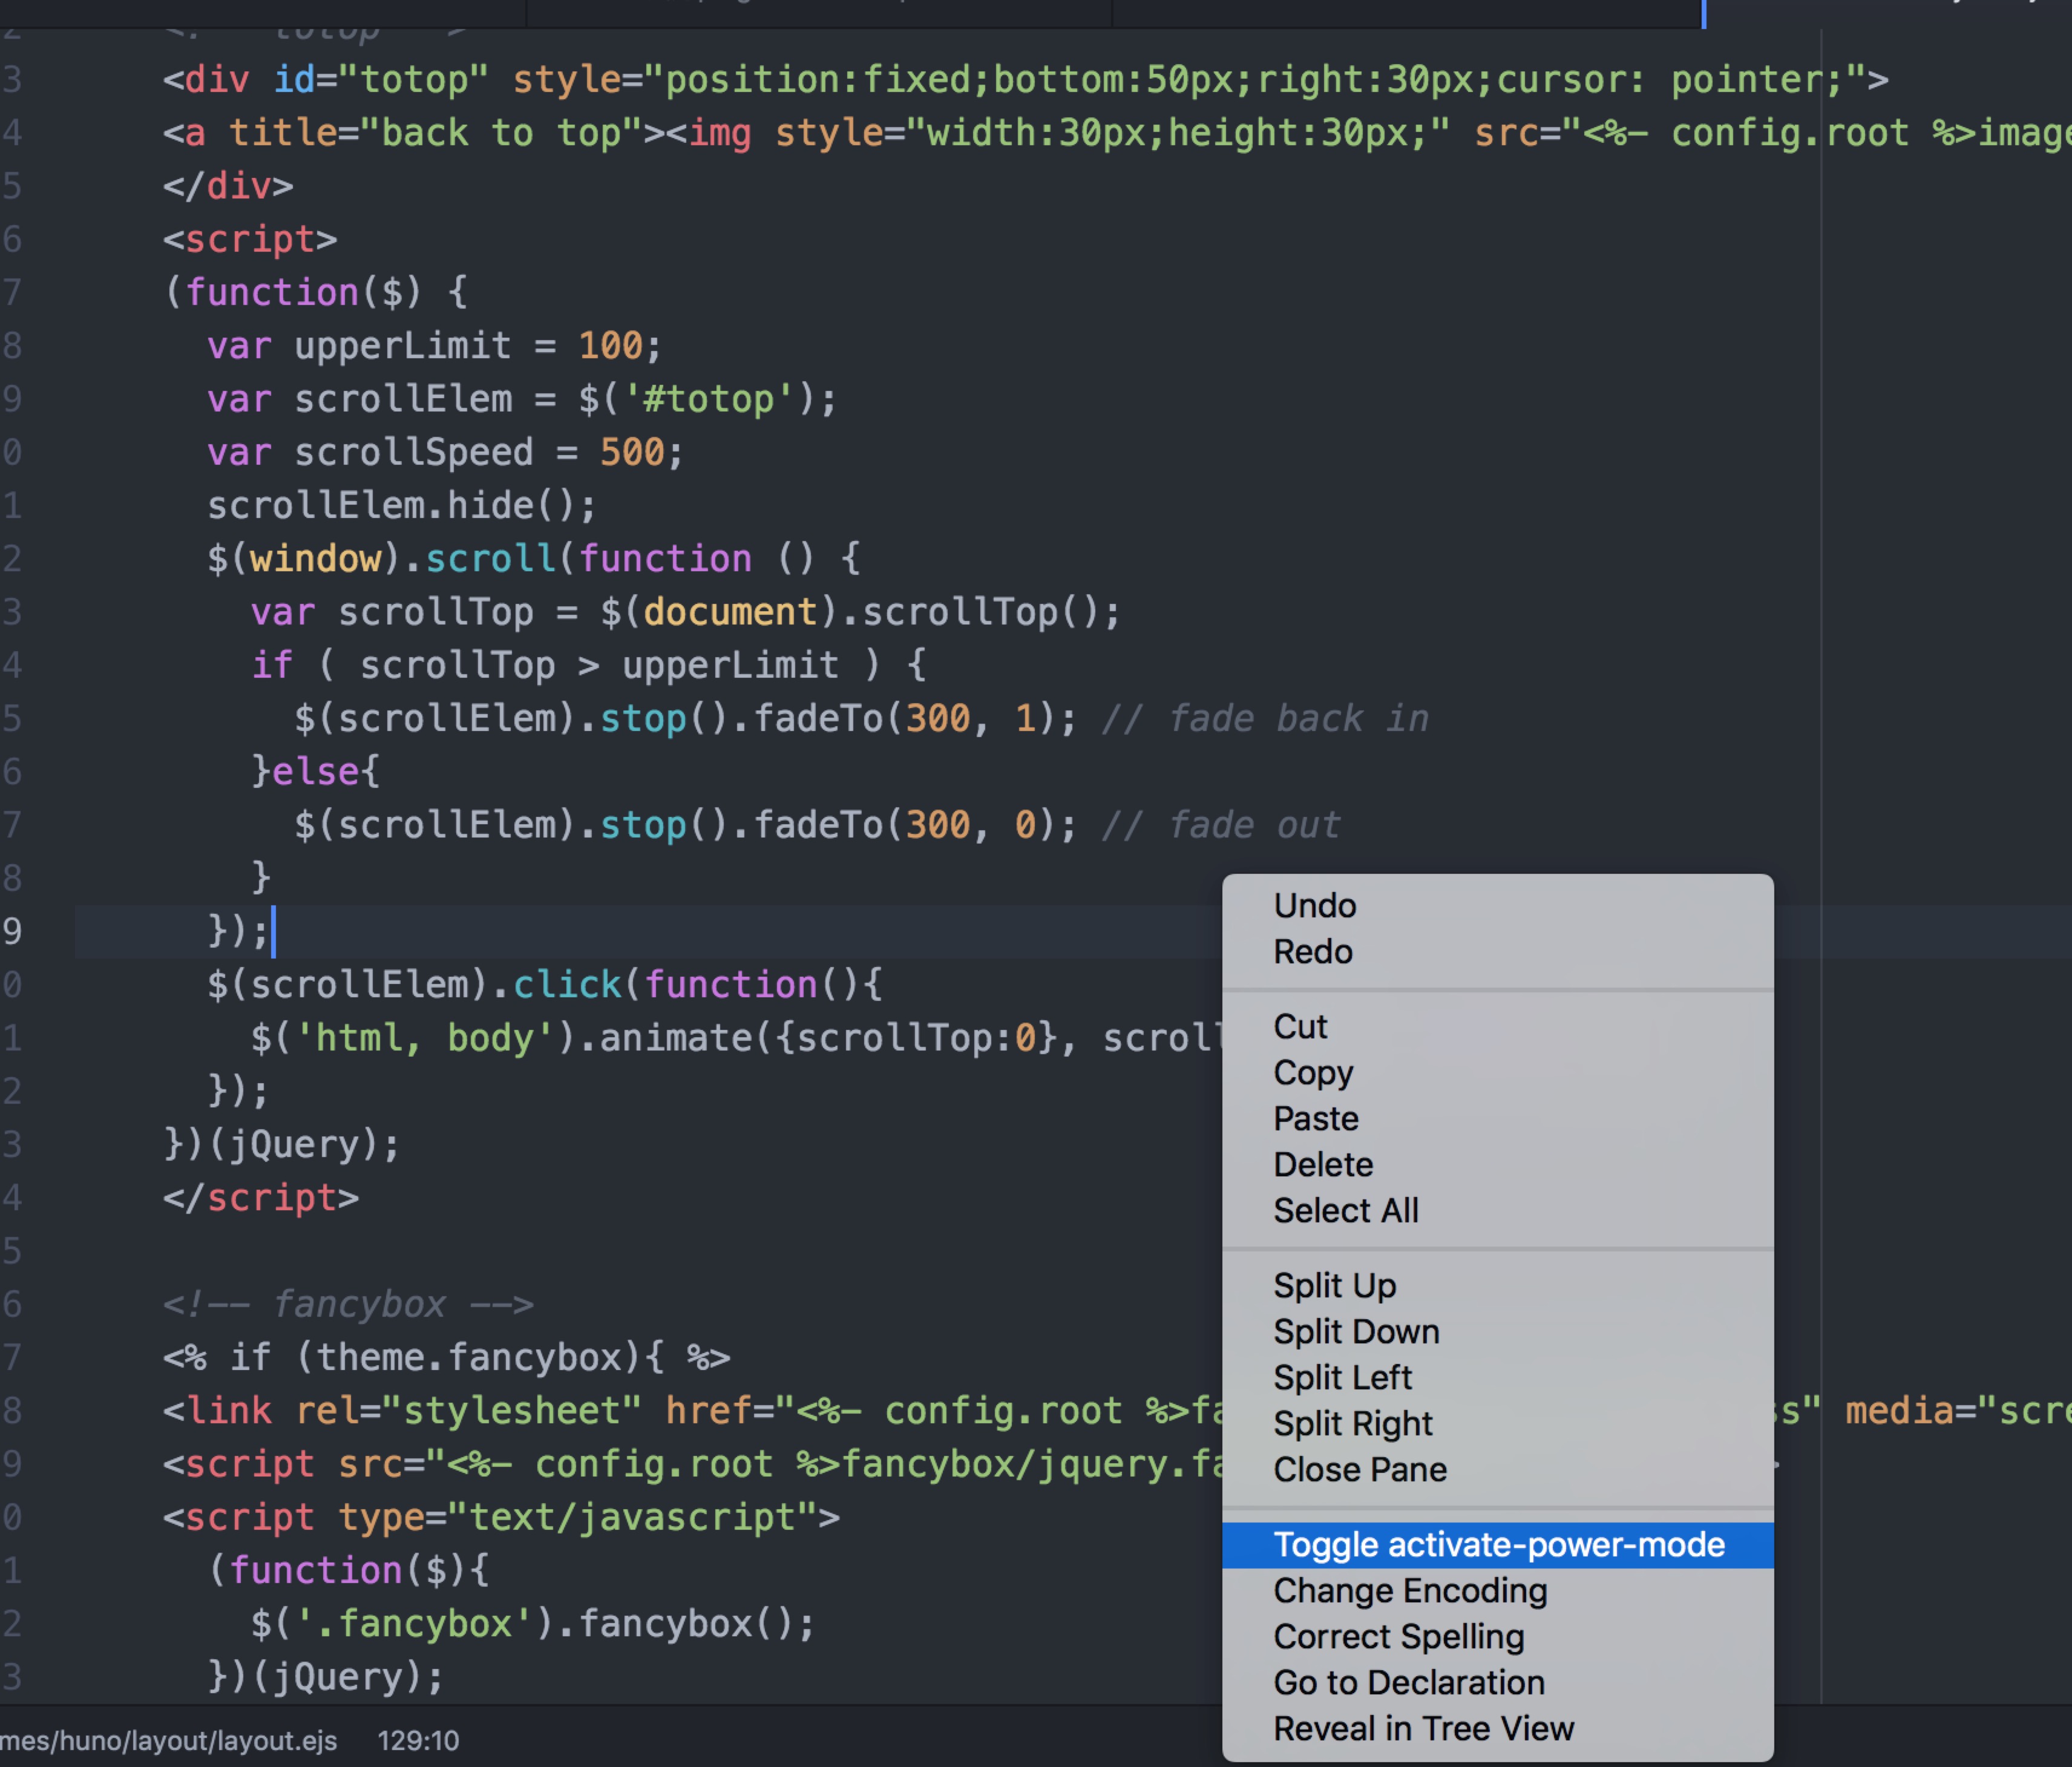 3 <div id="totop" style="position:fixed;bottom:50px;right:30px;cursor: pointer;">
4 <a title="back to top"><img style="width:30px;height:30px;" src="<%- config.root %>image
5 </div>
6 <script>
7 (function($) {
8 var upperLimit = 100;
9 var scrollElem = $('#totop');
0 var scrollSpeed = 500;
1 scrollElem.hide();
2 $(window).scroll(function () {
3 var scrollTop = $(document).scrollTop();
4 if ( scrollTop > upperLimit ) {
5 $(scrollElem).stop().fadeTo(300, 1); // fade back in
6 }else{
7 $(scrollElem).stop().fadeTo(300, 0); // fade out
8 }
9 });
0 $(scrollElem).click(function(){
1 $('html, body').animate({scrollTop:0}, scroll
2 });
3 })(jQuery);
4 </script>
5
6 <!-- fancybox -->
7 <% if (theme.fancybox){ %>
8 <link rel="stylesheet" href="<%- config.root %>fa s" media="scre
9 <script src="<%- config.root %>fancybox/jquery.fa >
0 <script type="text/javascript">
1 (function($){
2 $('.fancybox').fancybox();
3 })(jQuery);
mes/huno/layout/layout.ejs 129:10
Undo
Redo
Cut
Copy
Paste
Delete
Select All
Split Up
Split Down
Split Left
Split Right
Close Pane
Toggle activate-power-mode
Change Encoding
Correct Spelling
Go to Declaration
Reveal in Tree View